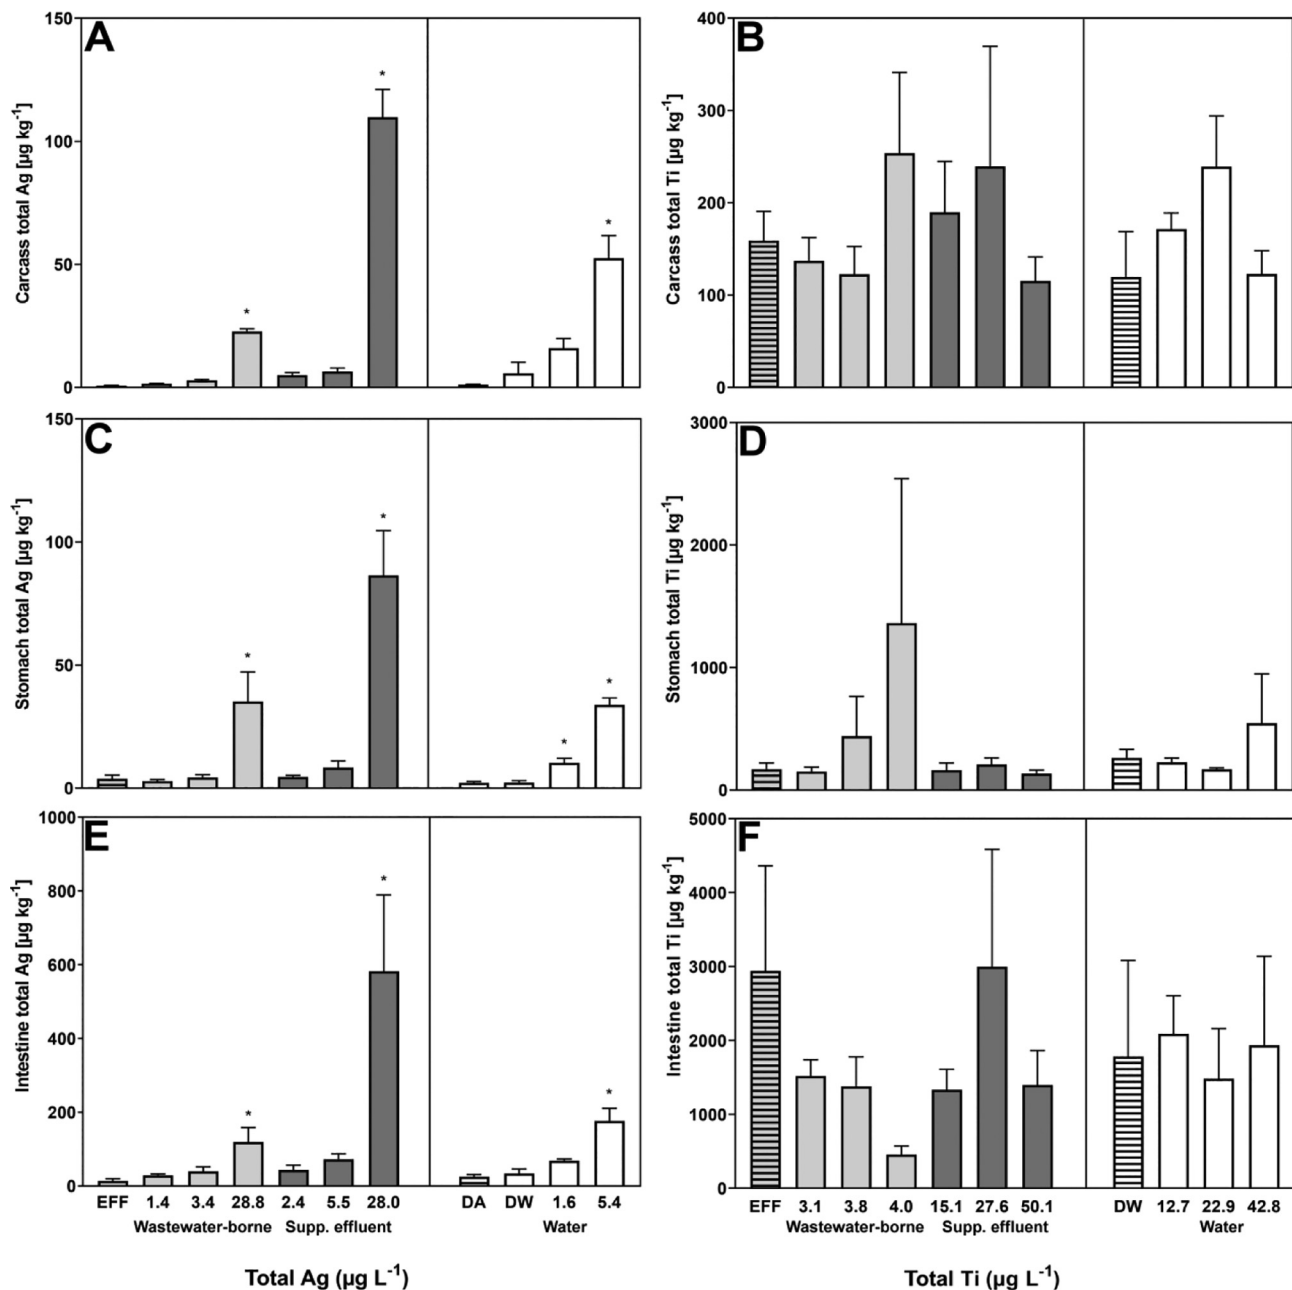 A
Carcass total Ag [µg kg⁻¹]
150
100
50
0
*
*
*
B
Carcass total Ti [µg kg⁻¹]
400
300
200
100
0
C
Stomach total Ag [µg kg⁻¹]
150
100
50
0
*
*
*
*
D
Stomach total Ti [µg kg⁻¹]
3000
2000
1000
0
E
Intestine total Ag [µg kg⁻¹]
1000
800
600
400
200
0
*
*
*
EFF 1.4 3.4 28.8 2.4 5.5 28.0 DA DW 1.6 5.4
Wastewater-borne Supp. effluent Water
Total Ag (µg L⁻¹)
F
Intestine total Ti [µg kg⁻¹]
5000
4000
3000
2000
1000
0
EFF 3.1 3.8 4.0 15.1 27.6 50.1 DW 12.7 22.9 42.8
Wastewater-borne Supp. effluent Water
Total Ti (µg L⁻¹)